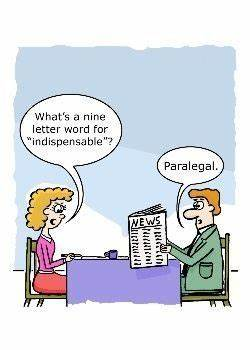 What's a nine
letter word for
"indispensable"?
Paralegal.
NEWS